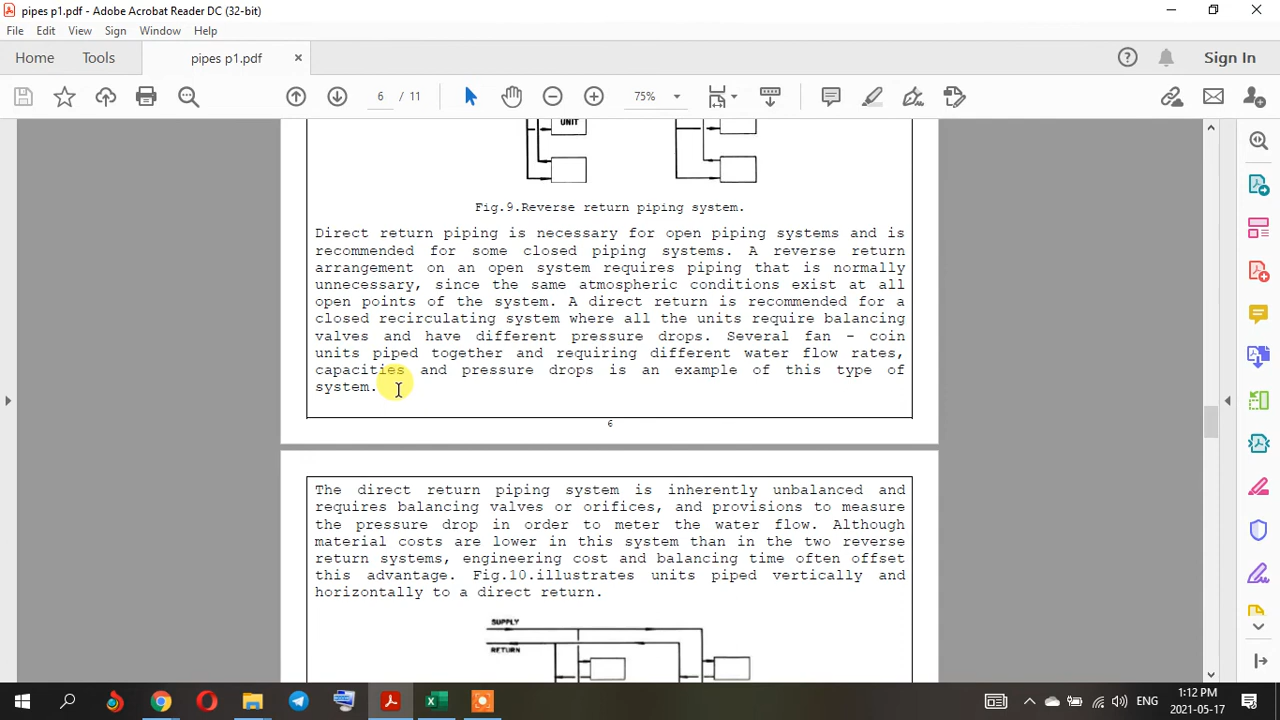 pipes p1.pdf - Adobe Acrobat Reader DC (32-bit)
File Edit View Sign Window Help
Home Tools pipes p1.pdf Sign In
6 / 11 75%
UNIT
Fig.9.Reverse return piping system.
Direct return piping is necessary for open piping systems and is
recommended for some closed piping systems. A reverse return
arrangement on an open system requires piping that is normally
unnecessary, since the same atmospheric conditions exist at all
open points of the system. A direct return is recommended for a
closed recirculating system where all the units require balancing
valves and have different pressure drops. Several fan - coin
units piped together and requiring different water flow rates,
capacities and pressure drops is an example of this type of
system.
6
The direct return piping system is inherently unbalanced and
requires balancing valves or orifices, and provisions to measure
the pressure drop in order to meter the water flow. Although
material costs are lower in this system than in the two reverse
return systems, engineering cost and balancing time often offset
this advantage. Fig.10.illustrates units piped vertically and
horizontally to a direct return.
SUPPLY
RETURN
ENG
1:12 PM
2021-05-17